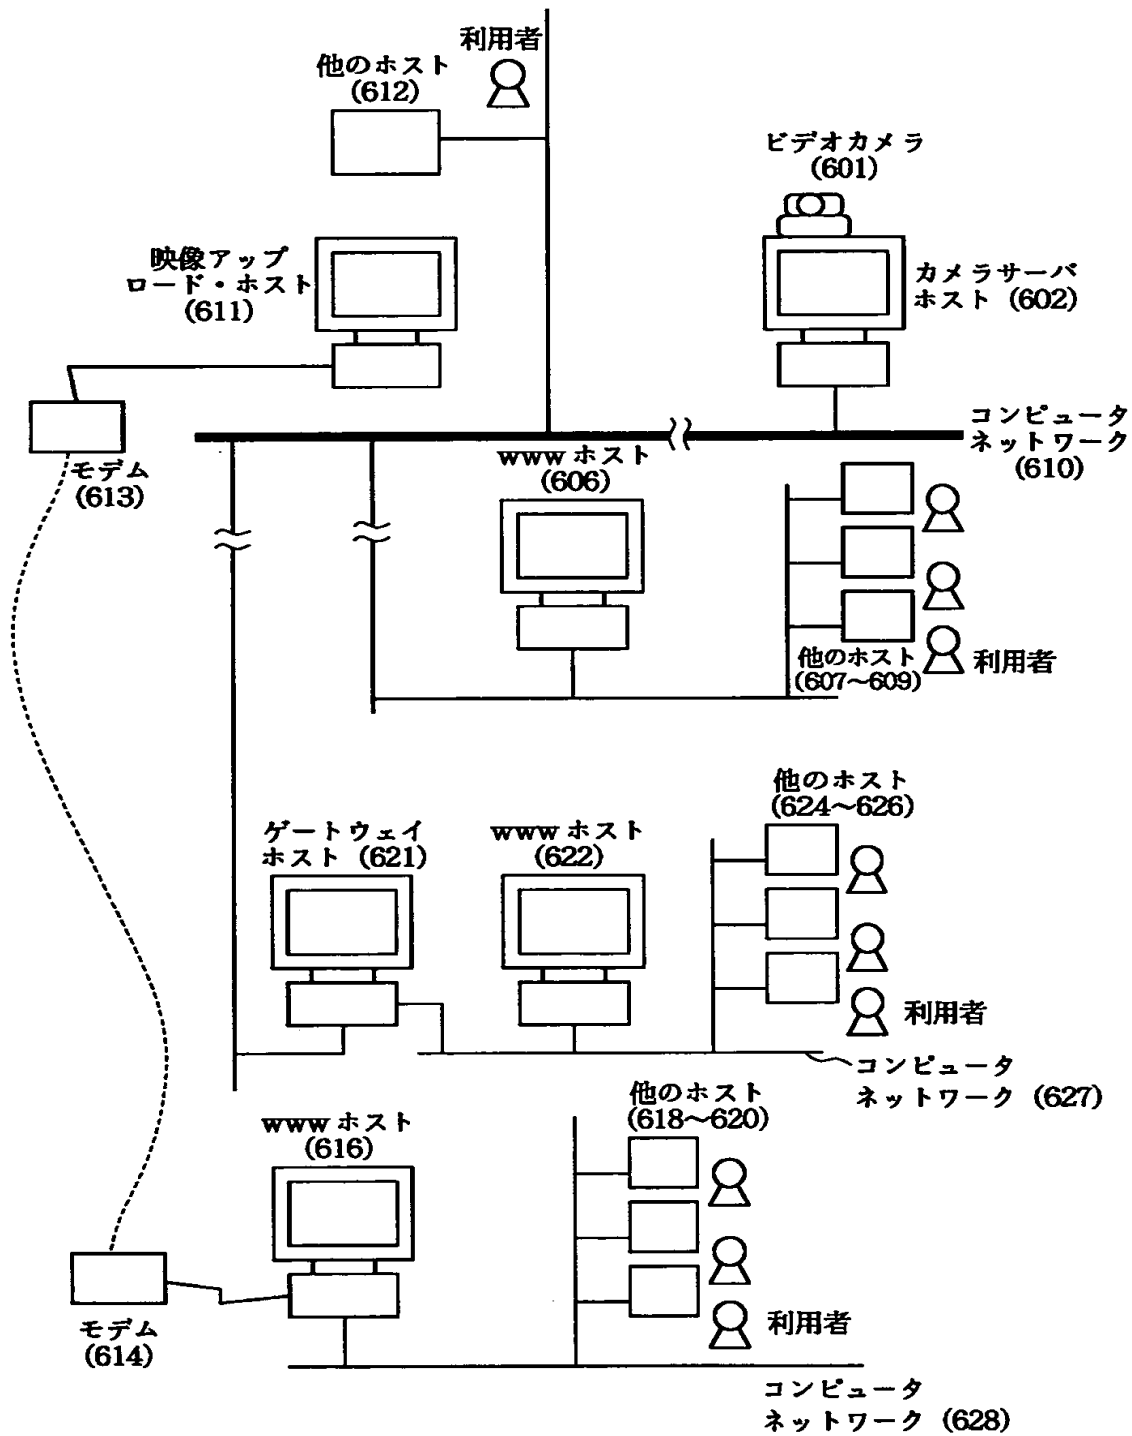 利用者
他のホスト
(612)
ビデオカメラ
(601)
映像アップ
ロード・ホスト
(611)
カメラサーバ
ホスト (602)
コンピュータ
ネットワーク
(610)
モデム
(613)
www ホスト
(606)
他のホスト
(607～609)
利用者
他のホスト
(624～626)
ゲートウェイ
ホスト (621)
www ホスト
(622)
利用者
コンピュータ
ネットワーク (627)
他のホスト
(618～620)
www ホスト
(616)
利用者
モデム
(614)
コンピュータ
ネットワーク (628)